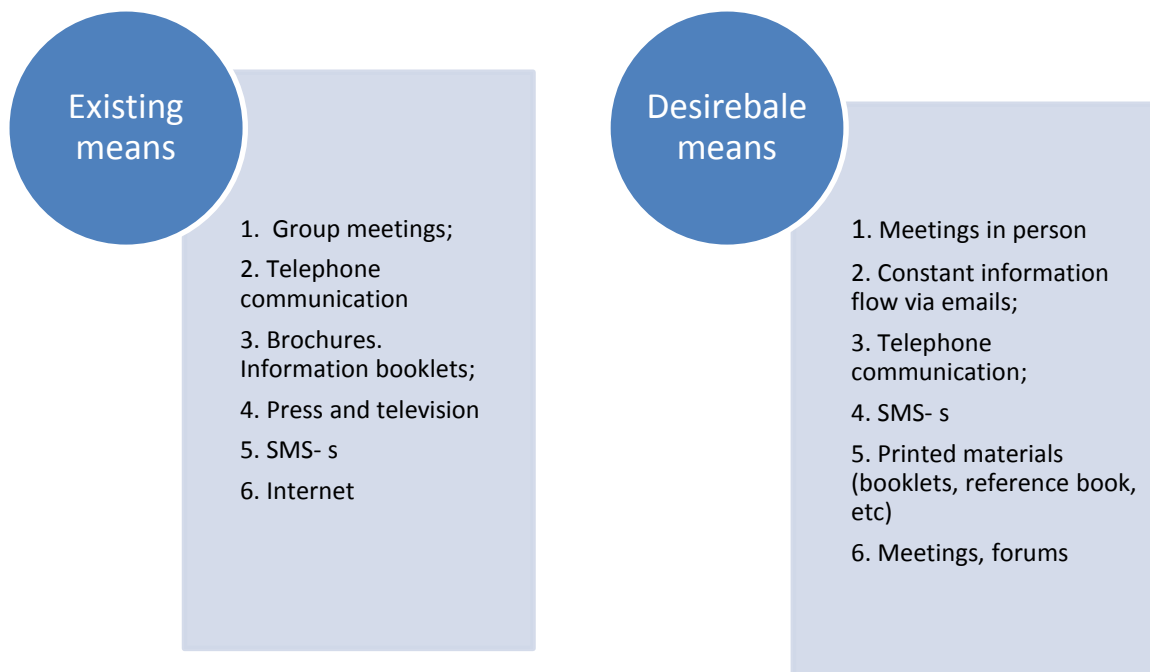 Existing
means
1. Group meetings;
2. Telephone
communication
3. Brochures.
Information booklets;
4. Press and television
5. SMS- s
6. Internet
Desirebale
means
1. Meetings in person
2. Constant information
flow via emails;
3. Telephone
communication;
4. SMS- s
5. Printed materials
(booklets, reference book,
etc)
6. Meetings, forums